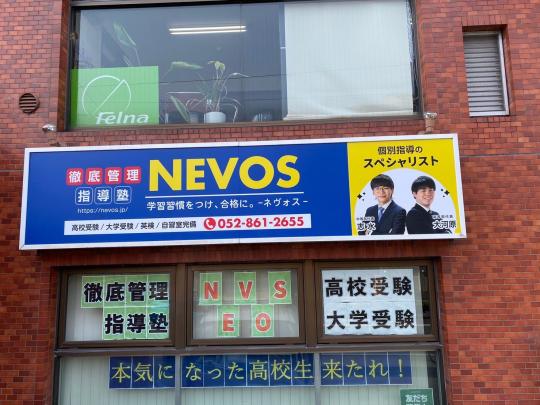 felna
徹底管理
指導塾
https://nevos.jp/
NEVOS
学習習慣をつけ、合格に。-ネヴォス-
高校受験 / 大学受験 / 英検 / 自習室完備
052-861-2655
個別指導の
スペシャリスト
志水
大河原
徹底管理
指導塾
NVS
EO
高校受験
大学受験
本気になった高校生来たれ！
友だち